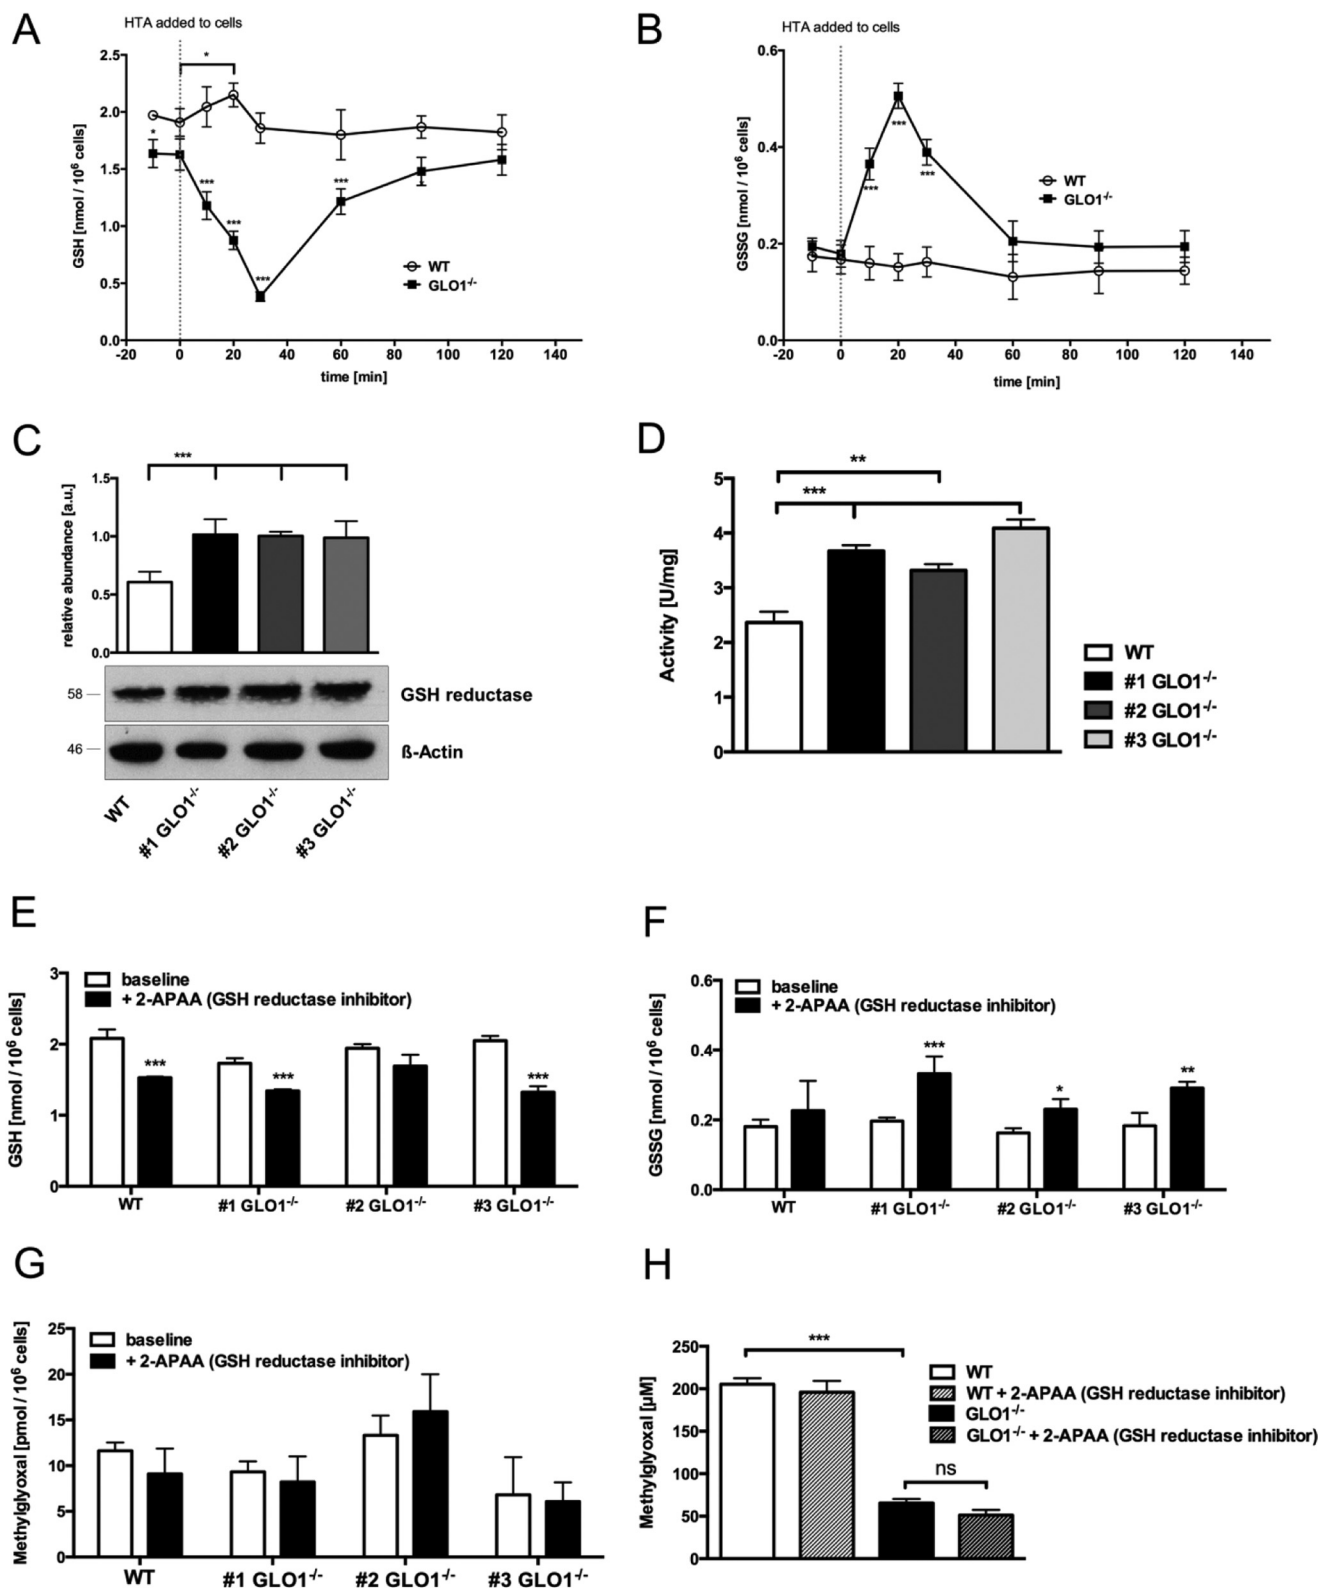 A
HTA added to cells
GSH [nmol / 10⁶ cells]
2.5
2.0
1.5
1.0
0.5
0.0
*
*
***
***
***
***
WT
GLO1⁻/⁻
-20 0 20 40 60 80 100 120 140
time [min]
B
HTA added to cells
GSSG [nmol / 10⁶ cells]
0.6
0.4
0.2
0.0
***
***
***
WT
GLO1⁻/⁻
-20 0 20 40 60 80 100 120 140
time [min]
C
relative abundance [a.u.]
1.5
1.0
0.5
0.0
***
58
GSH reductase
46
ß-Actin
WT #1 GLO1⁻/⁻ #2 GLO1⁻/⁻ #3 GLO1⁻/⁻
D
Activity [U/mg]
5
4
3
2
1
0
**
***
WT
#1 GLO1⁻/⁻
#2 GLO1⁻/⁻
#3 GLO1⁻/⁻
E
GSH [nmol / 10⁶ cells]
3
2
1
0
baseline
+ 2-APAA (GSH reductase inhibitor)
*** *** ***
WT #1 GLO1⁻/⁻ #2 GLO1⁻/⁻ #3 GLO1⁻/⁻
F
GSSG [nmol / 10⁶ cells]
0.6
0.4
0.2
0.0
baseline
+ 2-APAA (GSH reductase inhibitor)
*** * **
WT #1 GLO1⁻/⁻ #2 GLO1⁻/⁻ #3 GLO1⁻/⁻
G
Methylglyoxal [pmol / 10⁶ cells]
25
20
15
10
5
0
baseline
+ 2-APAA (GSH reductase inhibitor)
WT #1 GLO1⁻/⁻ #2 GLO1⁻/⁻ #3 GLO1⁻/⁻
H
Methylglyoxal [µM]
250
200
150
100
50
0
***
ns
WT
WT + 2-APAA (GSH reductase inhibitor)
GLO1⁻/⁻
GLO1⁻/⁻ + 2-APAA (GSH reductase inhibitor)